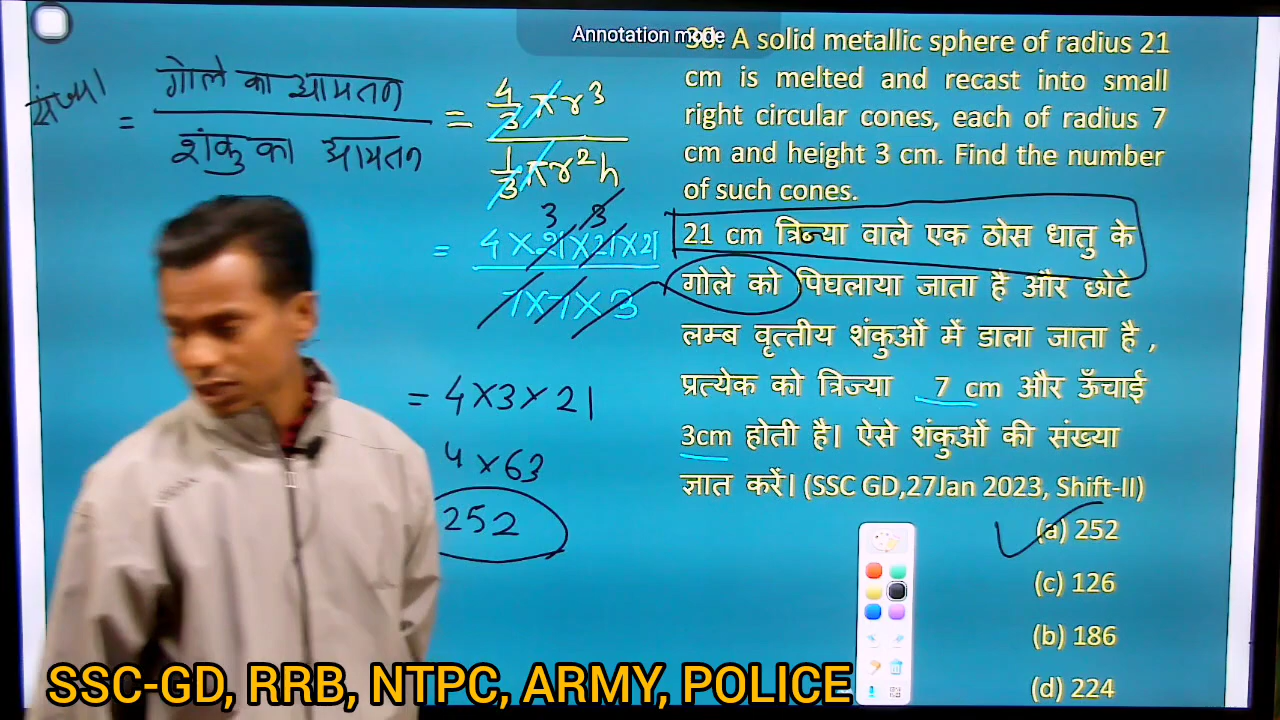 Annotation mode
संख्या = गोले का आयतन / शंकु का आयतन = 4/3 πr³ / 1/3 πr²h
3 3
= 4×21×21×21 / 7×7×3
= 4×3×21
4×63
252
30. A solid metallic sphere of radius 21
cm is melted and recast into small
right circular cones, each of radius 7
cm and height 3 cm. Find the number
of such cones.
21 cm त्रिज्या वाले एक ठोस धातु के
गोले को पिघलाया जाता है और छोटे
लम्ब वृत्तीय शंकुओं में डाला जाता है ,
प्रत्येक को त्रिज्या 7 cm और ऊँचाई
3cm होती है। ऐसे शंकुओं की संख्या
ज्ञात करें। (SSC GD,27Jan 2023, Shift-II)
(a) 252
(c) 126
(b) 186
(d) 224
SSC-GD, RRB, NTPC, ARMY, POLICE